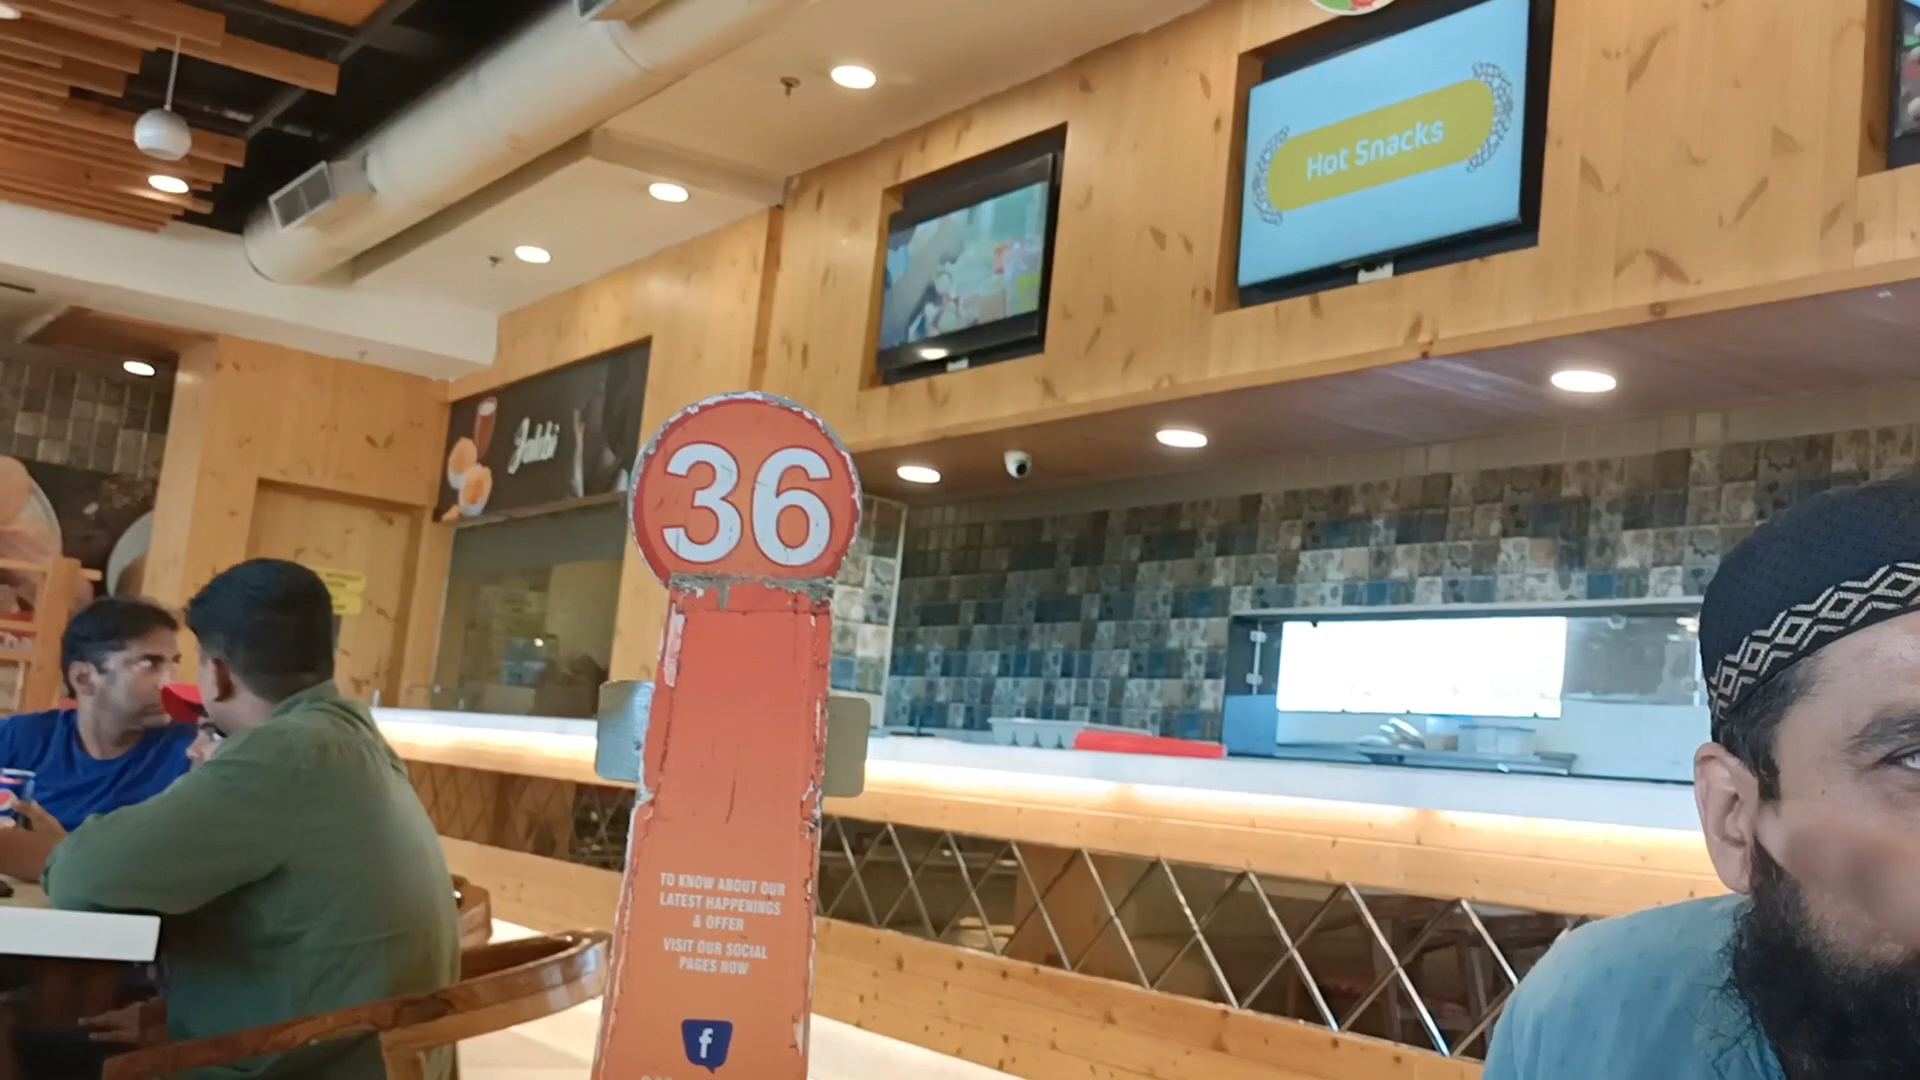 Hot Snacks
Jalebi
36
TO KNOW ABOUT OUR
LATEST HAPPENINGS
& OFFER
VISIT OUR SOCIAL
PAGES NOW
f